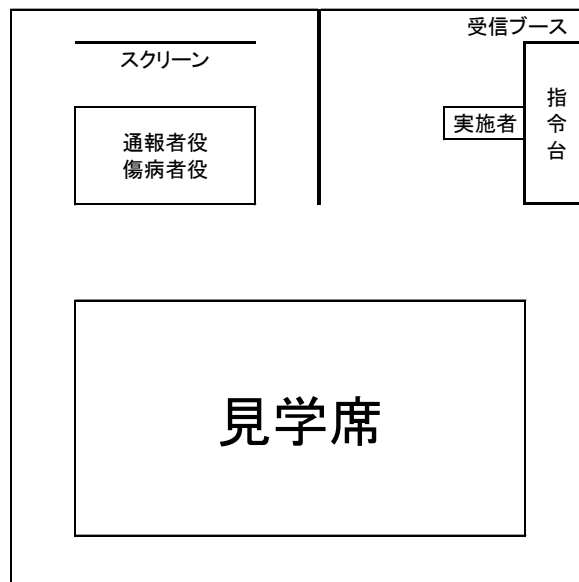 受信ブース
スクリーン
通報者役
傷病者役
実施者
指令台
見学席